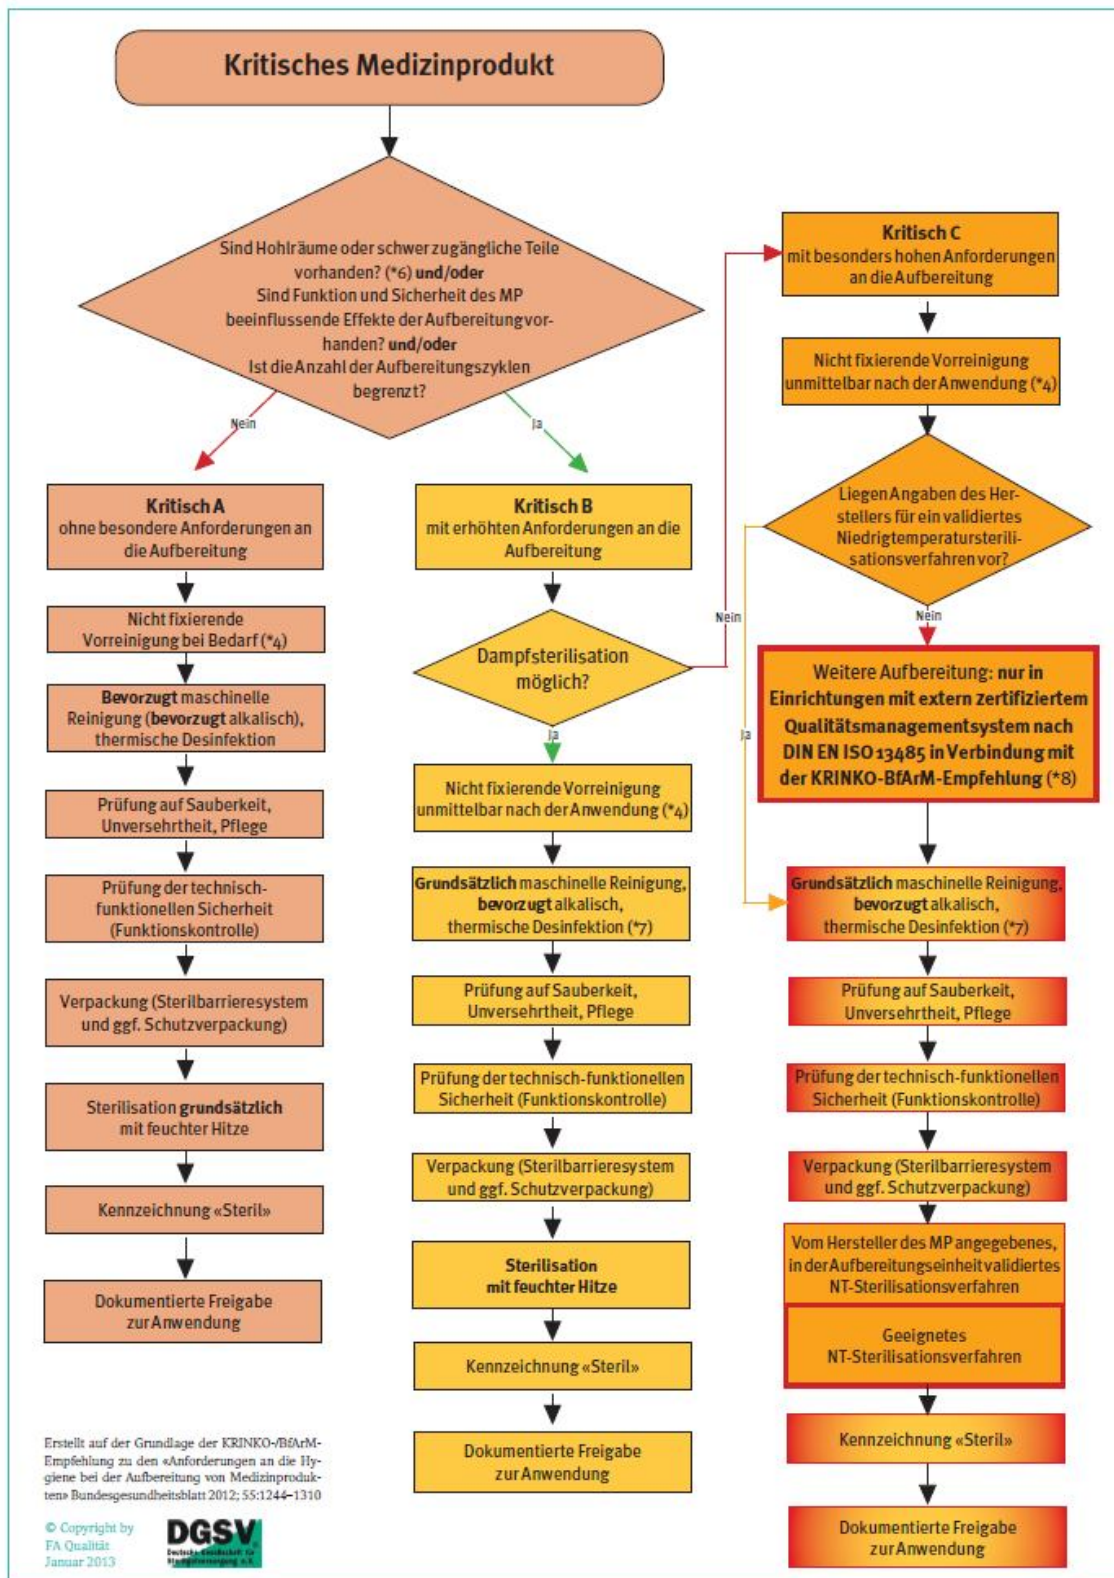 Kritisches Medizinprodukt
Sind Hohlräume oder schwer zugängliche Teile
vorhanden? (*6) und/oder
Sind Funktion und Sicherheit des MP
beeinflussende Effekte der Aufbereitung vor-
handen? und/oder
Ist die Anzahl der Aufbereitungszyklen
begrenzt?
Nein
Ja
Kritisch A
ohne besondere Anforderungen an
die Aufbereitung
Nicht fixierende
Vorreinigung bei Bedarf (*4)
Bevorzugt maschinelle
Reinigung (bevorzugt alkalisch),
thermische Desinfektion
Prüfung auf Sauberkeit,
Unversehrtheit, Pflege
Prüfung der technisch-
funktionellen Sicherheit
(Funktionskontrolle)
Verpackung (Sterilbarrieresystem
und ggf. Schutzverpackung)
Sterilisation grundsätzlich
mit feuchter Hitze
Kennzeichnung «Steril»
Dokumentierte Freigabe
zur Anwendung
Kritisch B
mit erhöhten Anforderungen an die
Aufbereitung
Dampfsterilisation
möglich?
Nein
Ja
Nicht fixierende Vorreinigung
unmittelbar nach der Anwendung (*4)
Grundsätzlich maschinelle Reinigung,
bevorzugt alkalisch,
thermische Desinfektion (*7)
Prüfung auf Sauberkeit,
Unversehrtheit, Pflege
Prüfung der technisch-funktionellen
Sicherheit (Funktionskontrolle)
Verpackung (Sterilbarrieresystem
und ggf. Schutzverpackung)
Sterilisation
mit feuchter Hitze
Kennzeichnung «Steril»
Dokumentierte Freigabe
zur Anwendung
Kritisch C
mit besonders hohen Anforderungen
an die Aufbereitung
Nicht fixierende Vorreinigung
unmittelbar nach der Anwendung (*4)
Liegen Angaben des Her-
stellers für ein validiertes
Niedrigtemperatursterili-
sationsverfahren vor?
Nein
Ja
Weitere Aufbereitung: nur in
Einrichtungen mit extern zertifiziertem
Qualitätsmanagementsystem nach
DIN EN ISO 13485 in Verbindung mit
der KRINKO-BfArM-Empfehlung (*8)
Grundsätzlich maschinelle Reinigung,
bevorzugt alkalisch,
thermische Desinfektion (*7)
Prüfung auf Sauberkeit,
Unversehrtheit, Pflege
Prüfung der technisch-funktionellen
Sicherheit (Funktionskontrolle)
Verpackung (Sterilbarrieresystem
und ggf. Schutzverpackung)
Vom Hersteller des MP angegebenes,
in der Aufbereitungseinheit validiertes
NT-Sterilisationsverfahren
Geeignetes
NT-Sterilisationsverfahren
Kennzeichnung «Steril»
Dokumentierte Freigabe
zur Anwendung
Erstellt auf der Grundlage der KRINKO-/BfArM-
Empfehlung zu den «Anforderungen an die Hy-
giene bei der Aufbereitung von Medizinproduk-
ten» Bundesgesundheitsblatt 2012; 55:1244–1310
© Copyright by
FA Qualität
Januar 2013
DGSV
Deutsche Gesellschaft für
Sterilgutversorgung e.V.